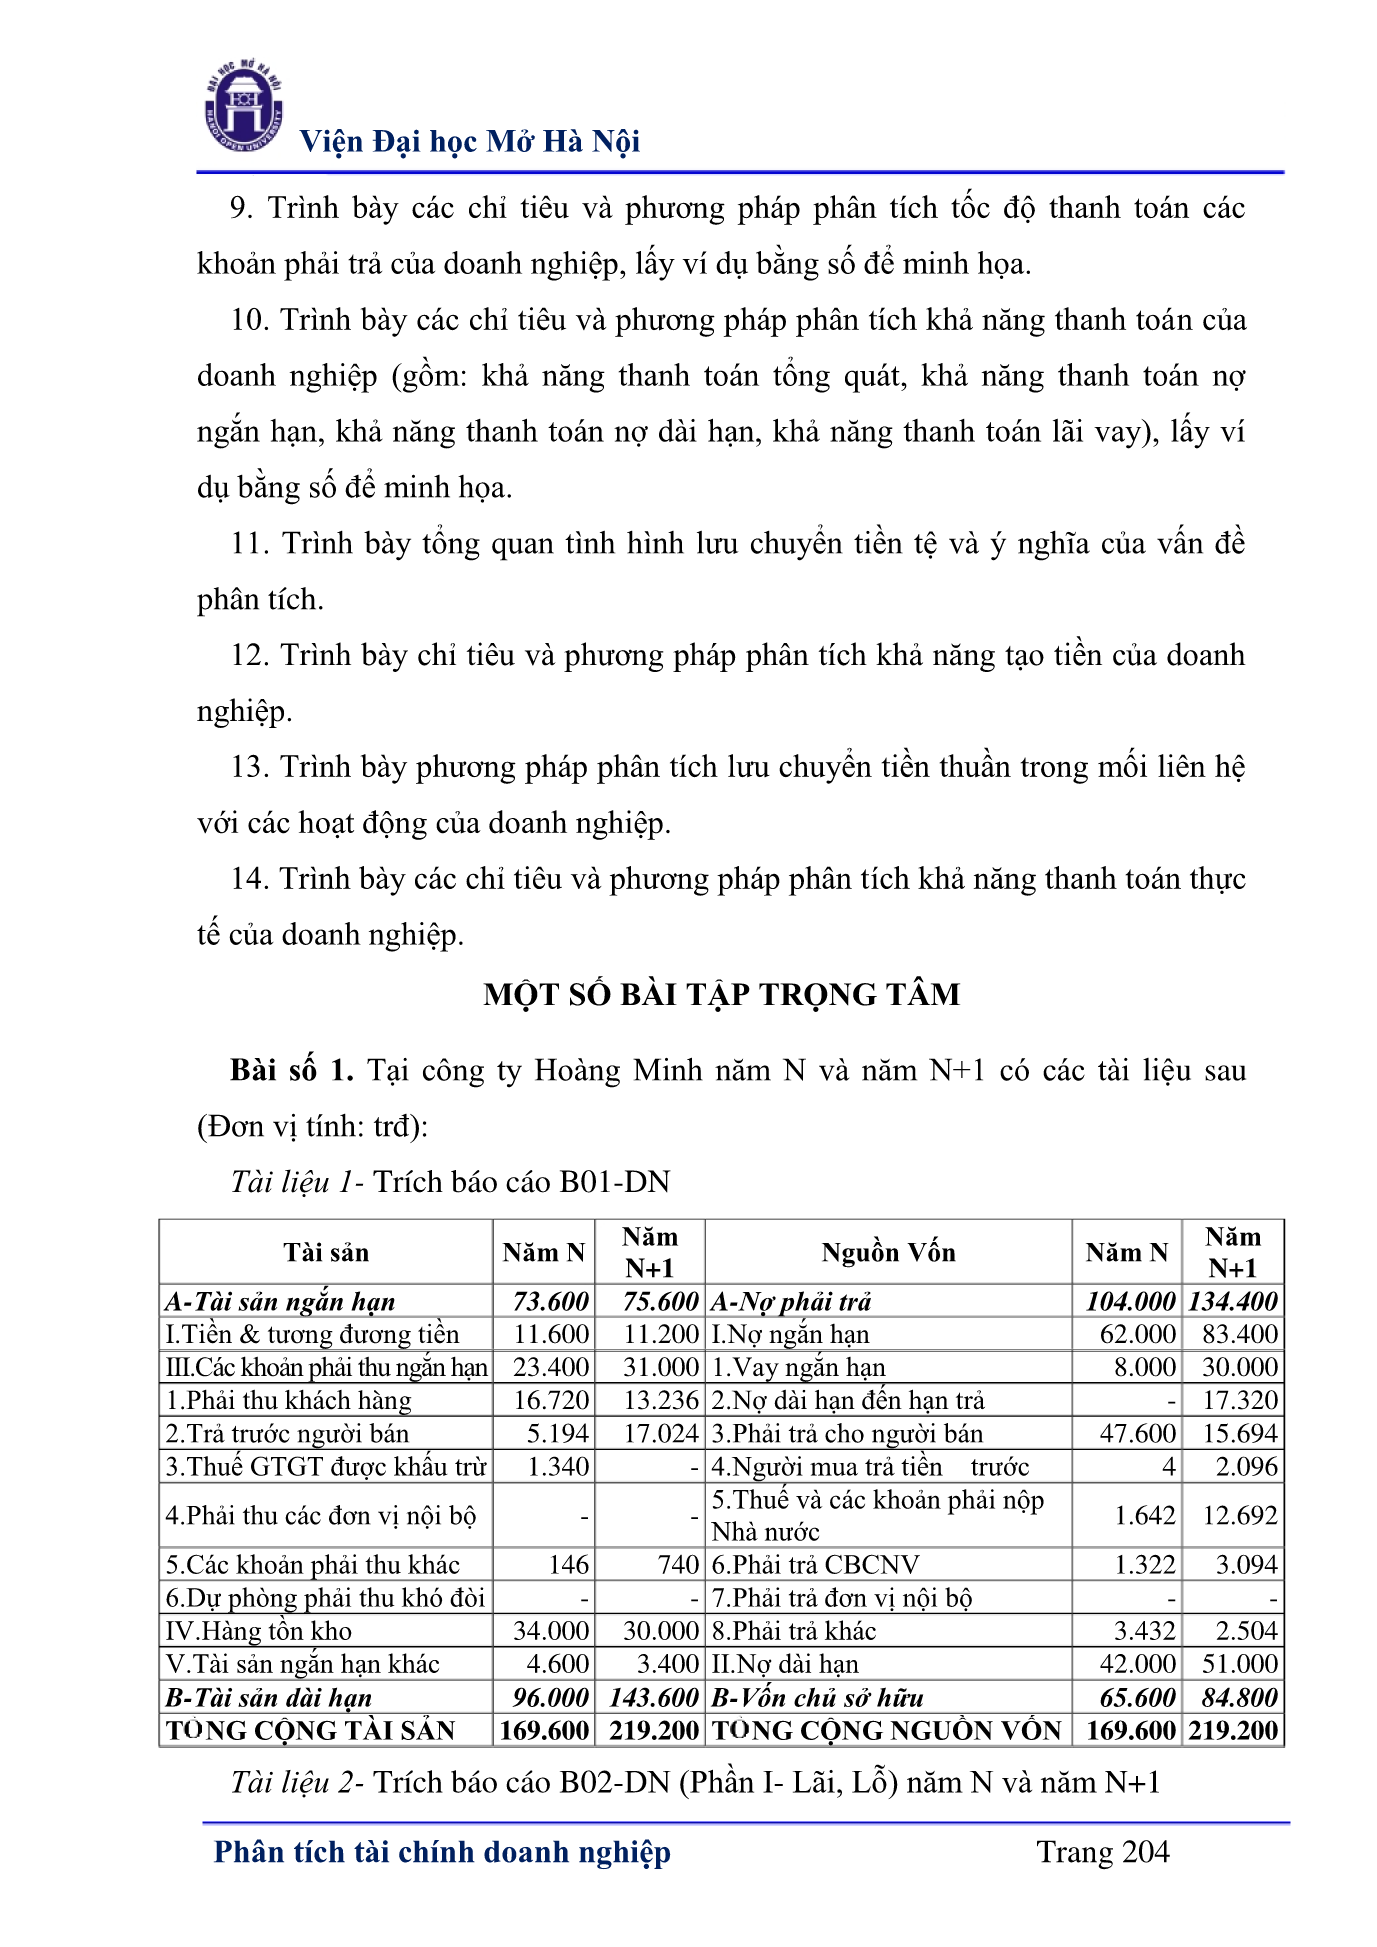 ĐẠI HỌC MỞ HÀ NỘI
HANOI OPEN UNIVERSITY
Viện Đại học Mở Hà Nội
9. Trình bày các chỉ tiêu và phương pháp phân tích tốc độ thanh toán các
khoản phải trả của doanh nghiệp, lấy ví dụ bằng số để minh họa.
10. Trình bày các chỉ tiêu và phương pháp phân tích khả năng thanh toán của
doanh nghiệp (gồm: khả năng thanh toán tổng quát, khả năng thanh toán nợ
ngắn hạn, khả năng thanh toán nợ dài hạn, khả năng thanh toán lãi vay), lấy ví
dụ bằng số để minh họa.
11. Trình bày tổng quan tình hình lưu chuyển tiền tệ và ý nghĩa của vấn đề
phân tích.
12. Trình bày chỉ tiêu và phương pháp phân tích khả năng tạo tiền của doanh
nghiệp.
13. Trình bày phương pháp phân tích lưu chuyển tiền thuần trong mối liên hệ
với các hoạt động của doanh nghiệp.
14. Trình bày các chỉ tiêu và phương pháp phân tích khả năng thanh toán thực
tế của doanh nghiệp.
MỘT SỐ BÀI TẬP TRỌNG TÂM
Bài số 1. Tại công ty Hoàng Minh năm N và năm N+1 có các tài liệu sau
(Đơn vị tính: trđ):
Tài liệu 1- Trích báo cáo B01-DN
Tài sản Năm N Năm N+1 Nguồn Vốn Năm N Năm N+1
A-Tài sản ngắn hạn 73.600 75.600 A-Nợ phải trả 104.000 134.400
I.Tiền & tương đương tiền 11.600 11.200 I.Nợ ngắn hạn 62.000 83.400
III.Các khoản phải thu ngắn hạn 23.400 31.000 1.Vay ngắn hạn 8.000 30.000
1.Phải thu khách hàng 16.720 13.236 2.Nợ dài hạn đến hạn trả - 17.320
2.Trả trước người bán 5.194 17.024 3.Phải trả cho người bán 47.600 15.694
3.Thuế GTGT được khấu trừ 1.340 - 4.Người mua trả tiền trước 4 2.096
4.Phải thu các đơn vị nội bộ - - 5.Thuế và các khoản phải nộp Nhà nước 1.642 12.692
5.Các khoản phải thu khác 146 740 6.Phải trả CBCNV 1.322 3.094
6.Dự phòng phải thu khó đòi - - 7.Phải trả đơn vị nội bộ - -
IV.Hàng tồn kho 34.000 30.000 8.Phải trả khác 3.432 2.504
V.Tài sản ngắn hạn khác 4.600 3.400 II.Nợ dài hạn 42.000 51.000
B-Tài sản dài hạn 96.000 143.600 B-Vốn chủ sở hữu 65.600 84.800
TỔNG CỘNG TÀI SẢN 169.600 219.200 TỔNG CỘNG NGUỒN VỐN 169.600 219.200
Tài liệu 2- Trích báo cáo B02-DN (Phần I- Lãi, Lỗ) năm N và năm N+1
Phân tích tài chính doanh nghiệp Trang 204